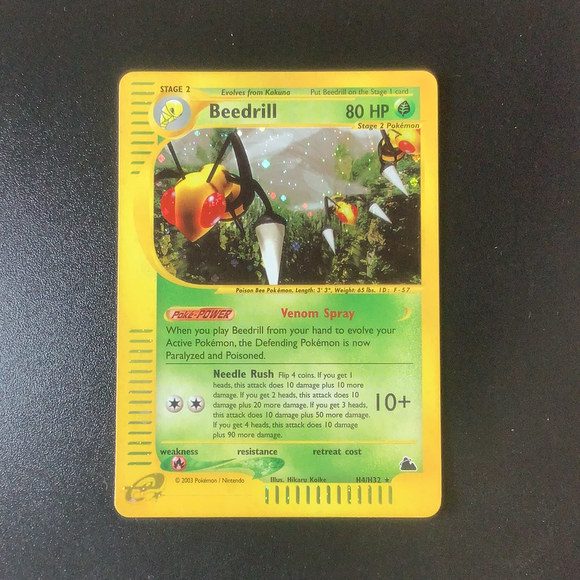 STAGE 2 Evolves from Kakuna Put Beedrill on the Stage 1 card
Beedrill 80 HP
Stage 2 Pokémon
Poison Bee Pokémon. Length: 3' 3", Weight: 65 lbs. ID: F-57
POKé-POWER Venom Spray
When you play Beedrill from your hand to evolve your
Active Pokémon, the Defending Pokémon is now
Paralyzed and Poisoned.
Needle Rush Flip 4 coins. If you get 1
heads, this attack does 10 damage plus 10 more
damage. If you get 2 heads, this attack does 10
damage plus 20 more damage. If you get 3 heads,
this attack does 10 damage plus 50 more damage.
If you get 4 heads, this attack does 10 damage
plus 90 more damage.
10+
weakness resistance retreat cost
© 2003 Pokémon / Nintendo Illus. Hikaru Koike H4/H32 ★
e